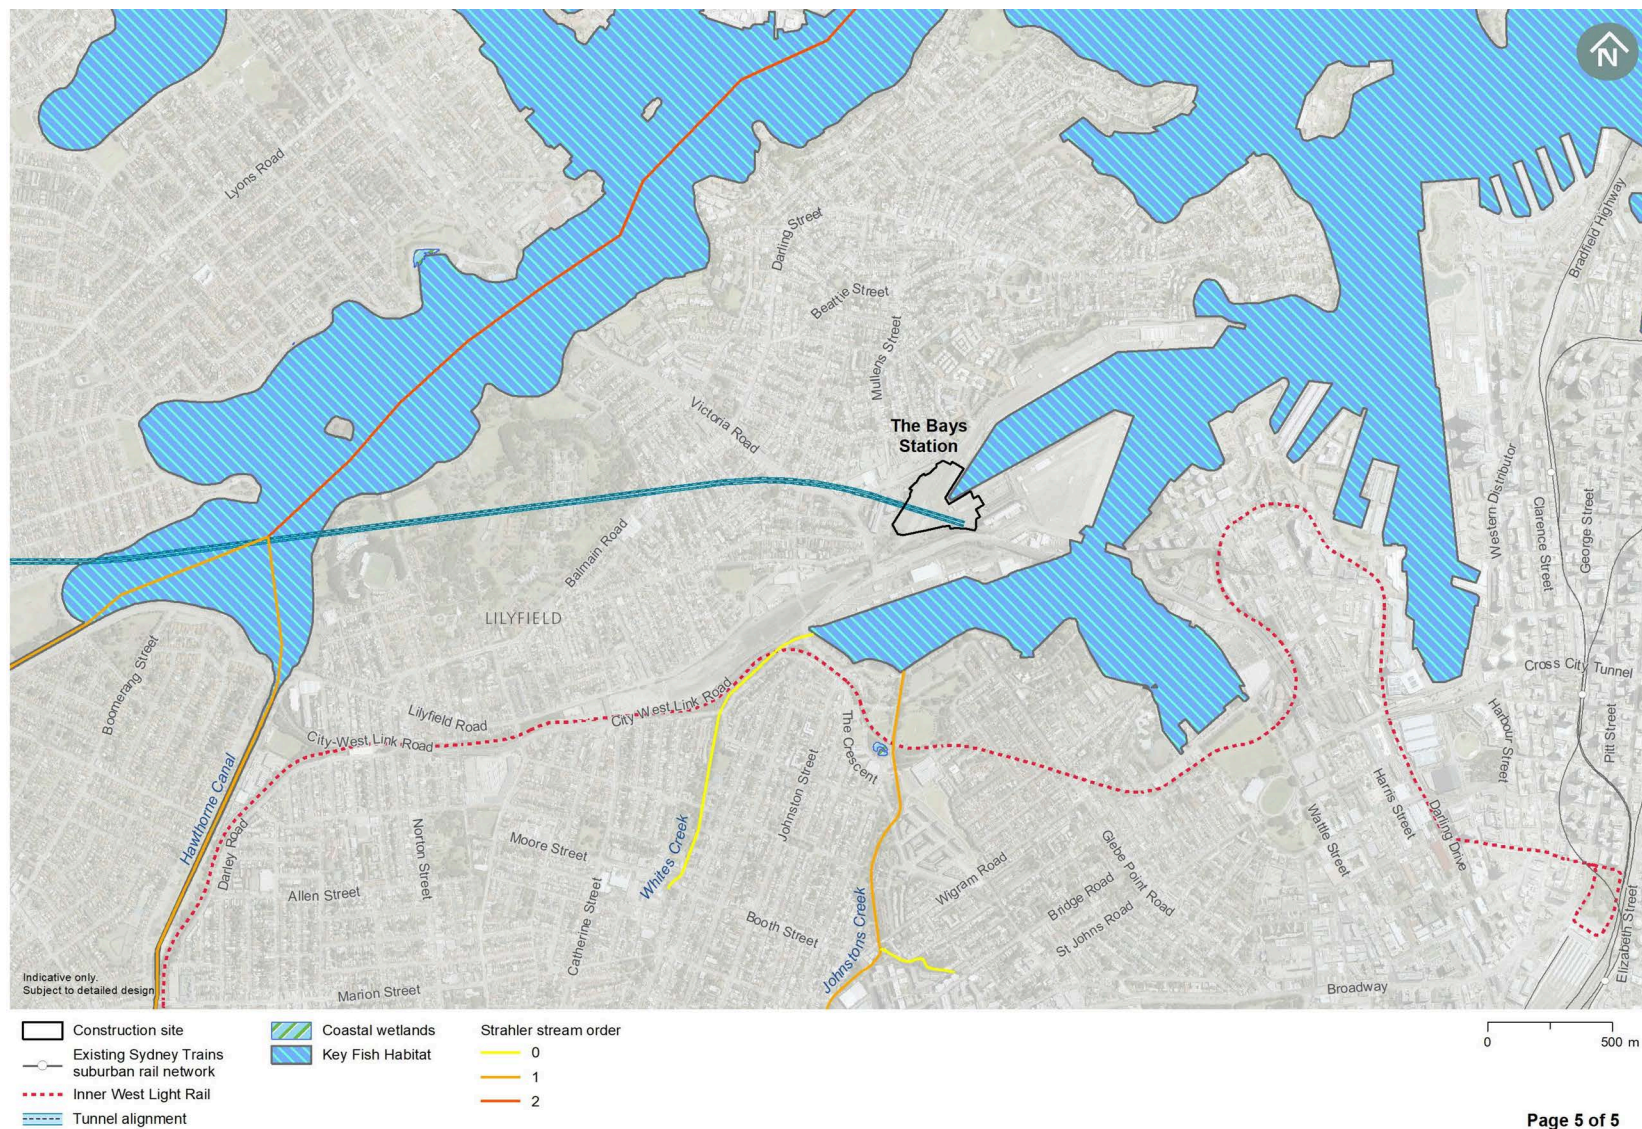 N
Lyons Road
Darling Street
Beattie Street
Mullens Street
Victoria Road
The Bays
Station
Bradfield Highway
Western Distributor
Clarence Street
George Street
Balmain Road
LILYFIELD
Boomerang Street
Cross City Tunnel
Lilyfield Road
City-West Link Road
City-West Link Road
The Crescent
Harbour Street
Pitt Street
Hawthorne Canal
Darley Road
Norton Street
Moore Street
Allen Street
Whites Creek
Johnston Street
Catherine Street
Booth Street
Johnstons Creek
Wigram Road
Bridge Road
St Johns Road
Glebe Point Road
Wattle Street
Harris Street
Darling Drive
Elizabeth Street
Broadway
Marion Street
Indicative only.
Subject to detailed design
Construction site
Existing Sydney Trains
suburban rail network
Inner West Light Rail
Tunnel alignment
Coastal wetlands
Key Fish Habitat
Strahler stream order
0
1
2
0 500 m
Page 5 of 5